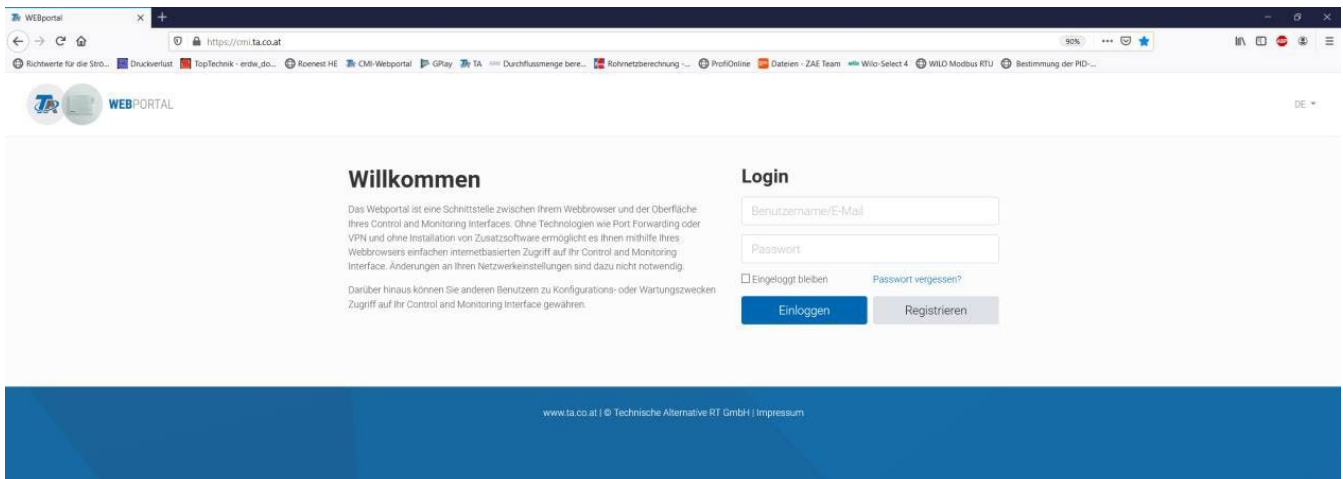 WEBportal
https://cmi.ta.co.at
90%
Richtwerte für die Strö... Druckverlust TopTechnik - erdw_do... Roenest HE CMI-Webportal GPlay TA Durchflussmenge bere... Rohrnetzberechnung -... ProfiOnline Dateien - ZAE Team Wilo-Select 4 WILO Modbus RTU Bestimmung der PID-...
TA WEBPORTAL
DE
Willkommen
Das Webportal ist eine Schnittstelle zwischen Ihrem Webbrowser und der Oberfläche
Ihres Control and Monitoring Interfaces. Ohne Technologien wie Port Forwarding oder
VPN und ohne Installation von Zusatzsoftware ermöglicht es Ihnen mithilfe Ihres
Webbrowsers einfachen internetbasierten Zugriff auf Ihr Control and Monitoring
Interface. Änderungen an Ihren Netzwerkeinstellungen sind dazu nicht notwendig.
Darüber hinaus können Sie anderen Benutzern zu Konfigurations- oder Wartungszwecken
Zugriff auf Ihr Control and Monitoring Interface gewähren.
Login
Benutzername/E-Mail
Passwort
Eingeloggt bleiben Passwort vergessen?
Einloggen Registrieren
www.ta.co.at | © Technische Alternative RT GmbH | Impressum